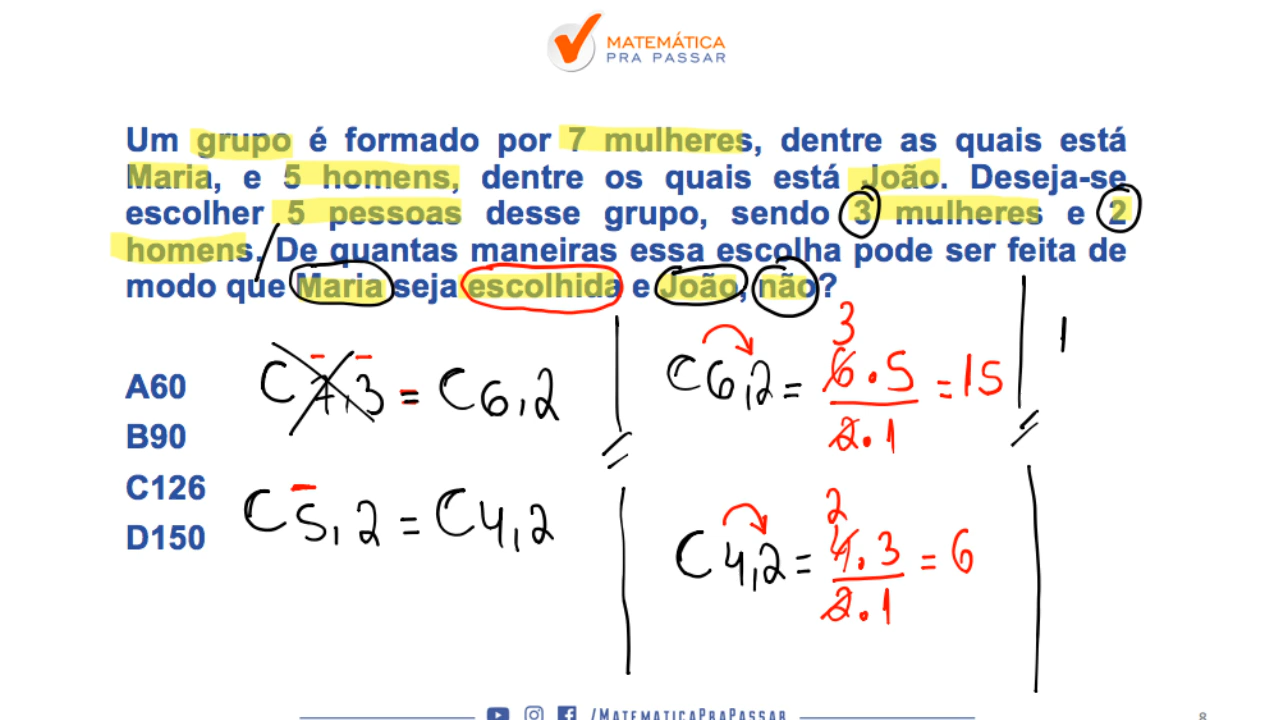 MATEMÁTICA
PRA PASSAR
Um grupo é formado por 7 mulheres, dentre as quais está
Maria, e 5 homens, dentre os quais está João. Deseja-se
escolher 5 pessoas desse grupo, sendo 3 mulheres e 2
homens. De quantas maneiras essa escolha pode ser feita de
modo que Maria seja escolhida e João, não?
A60
B90
C126
D150
C7,3 = C6,2
C5,2 = C4,2
3
C6,2 = 6.5 = 15
2.1
2
C4,2 = 4.3 = 6
2.1
1
/MATEMATICAPRAPASSAR
8